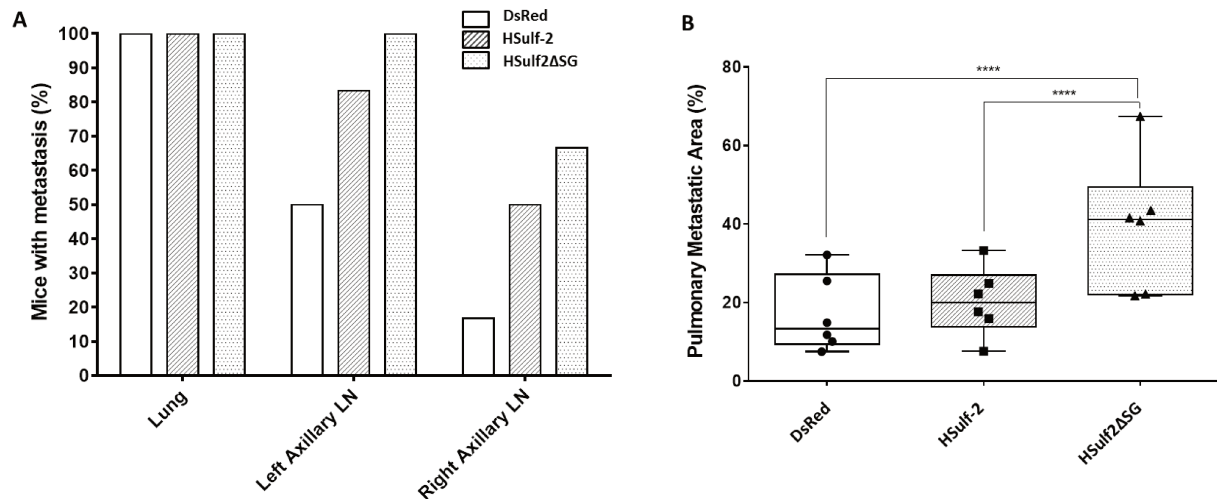 A
Mice with metastasis (%)
100
90
80
70
60
50
40
30
20
10
0
Lung
Left Axillary LN
Right Axillary LN
DsRed
HSulf-2
HSulf2ΔSG
B
Pulmonary Metastatic Area (%)
80
60
40
20
0
****
****
DsRed
HSulf-2
HSulf2ΔSG